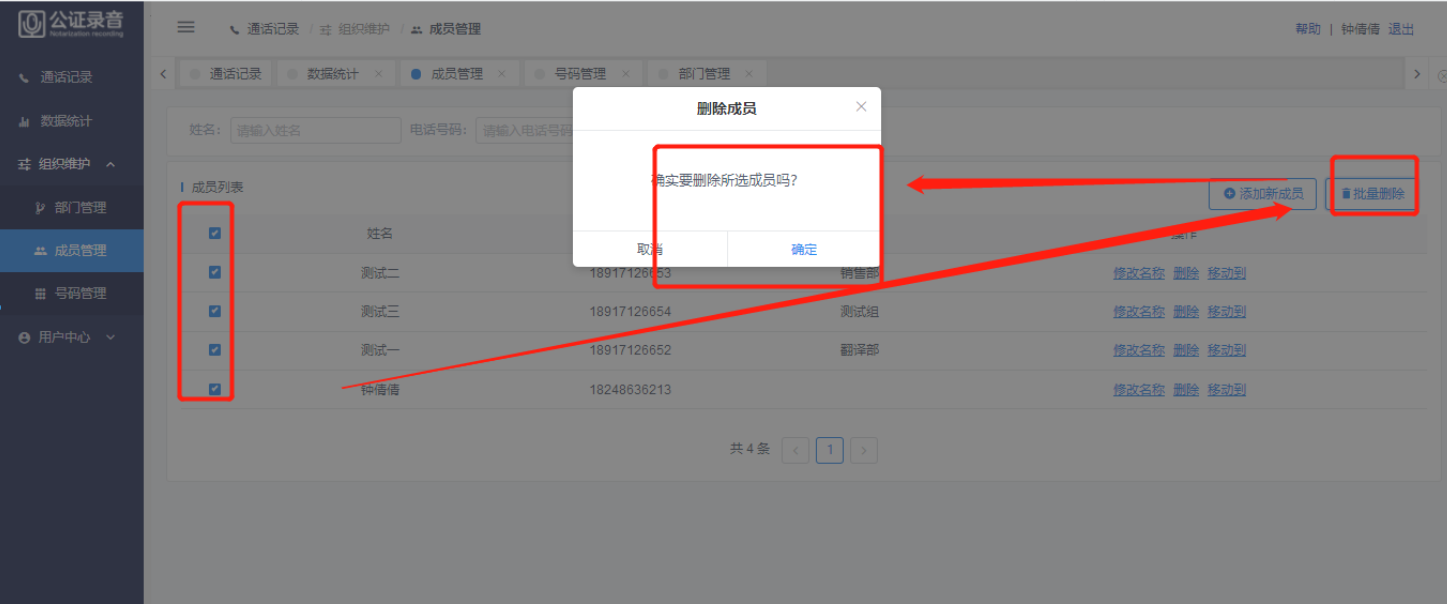 公证录音
Notarization recording
通话记录 / 组织维护 / 成员管理
帮助 | 钟倩倩 退出
通话记录
数据统计
组织维护
部门管理
成员管理
号码管理
用户中心
通话记录 数据统计 × 成员管理 × 号码管理 × 部门管理 ×
删除成员 ×
确实要删除所选成员吗?
取消 确定
姓名: 请输入姓名 电话号码: 请输入电话号码
成员列表
添加新成员 批量删除
姓名 操作
测试二 18917126653 销售部 修改名称 删除 移动到
测试三 18917126654 测试组 修改名称 删除 移动到
测试一 18917126652 翻译部 修改名称 删除 移动到
钟倩倩 18248636213 修改名称 删除 移动到
共 4 条 < 1 >